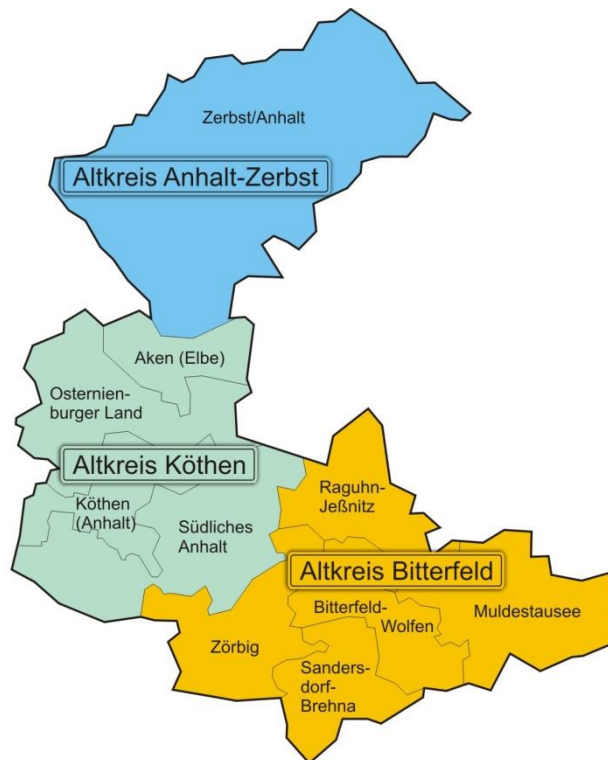 Zerbst/Anhalt
Altkreis Anhalt-Zerbst
Aken (Elbe)
Osternien-
burger Land
Altkreis Köthen
Köthen
(Anhalt)
Südliches
Anhalt
Raguhn-
Jeßnitz
Altkreis Bitterfeld
Bitterfeld-
Wolfen
Muldestausee
Zörbig
Sanders-
dorf-
Brehna